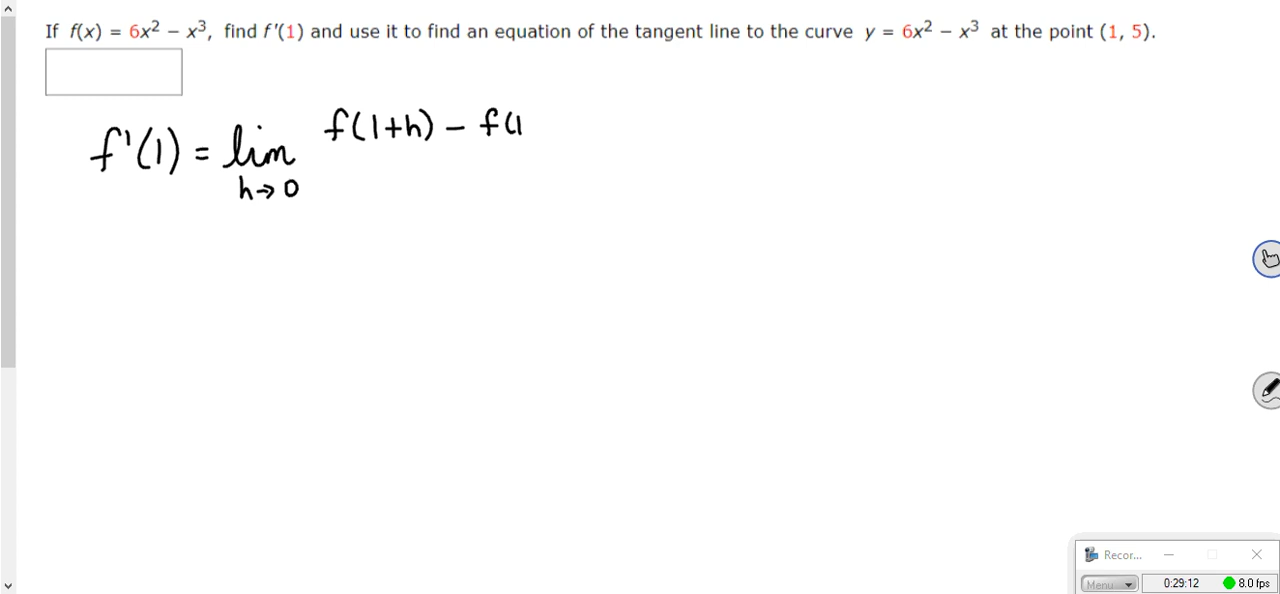 If f(x) = 6x² − x³, find f'(1) and use it to find an equation of the tangent line to the curve y = 6x² − x³ at the point (1, 5).
f'(1) = lim f(1+h) − f(1
h→0
Recor...
Menu 0:29:12 8.0 fps